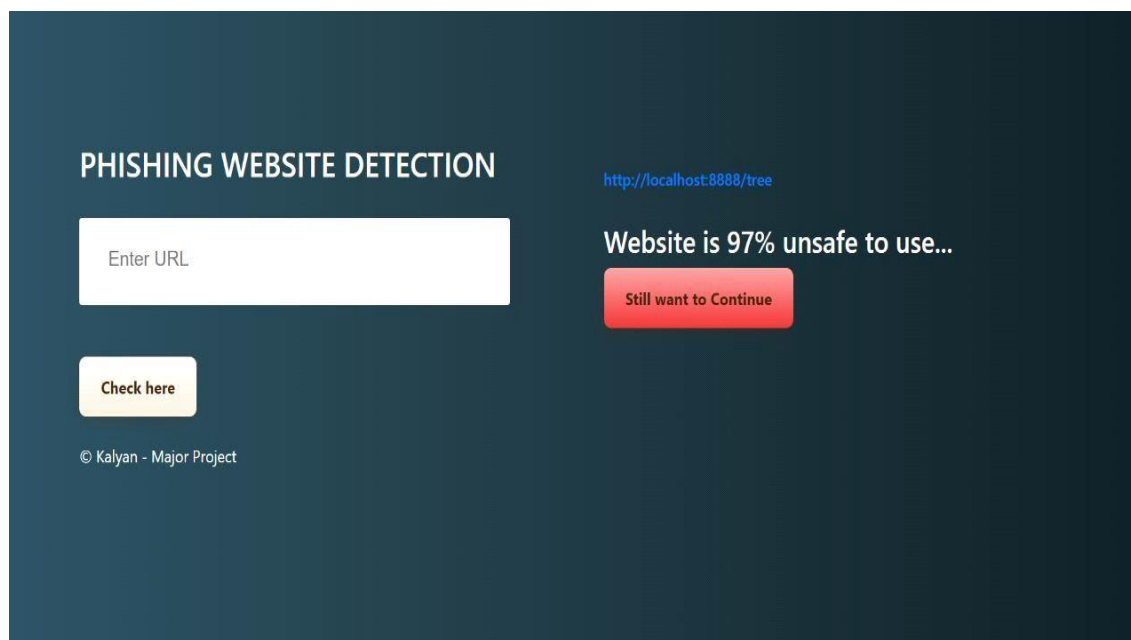 PHISHING WEBSITE DETECTION
Enter URL
Check here
© Kalyan - Major Project
http://localhost:8888/tree
Website is 97% unsafe to use...
Still want to Continue